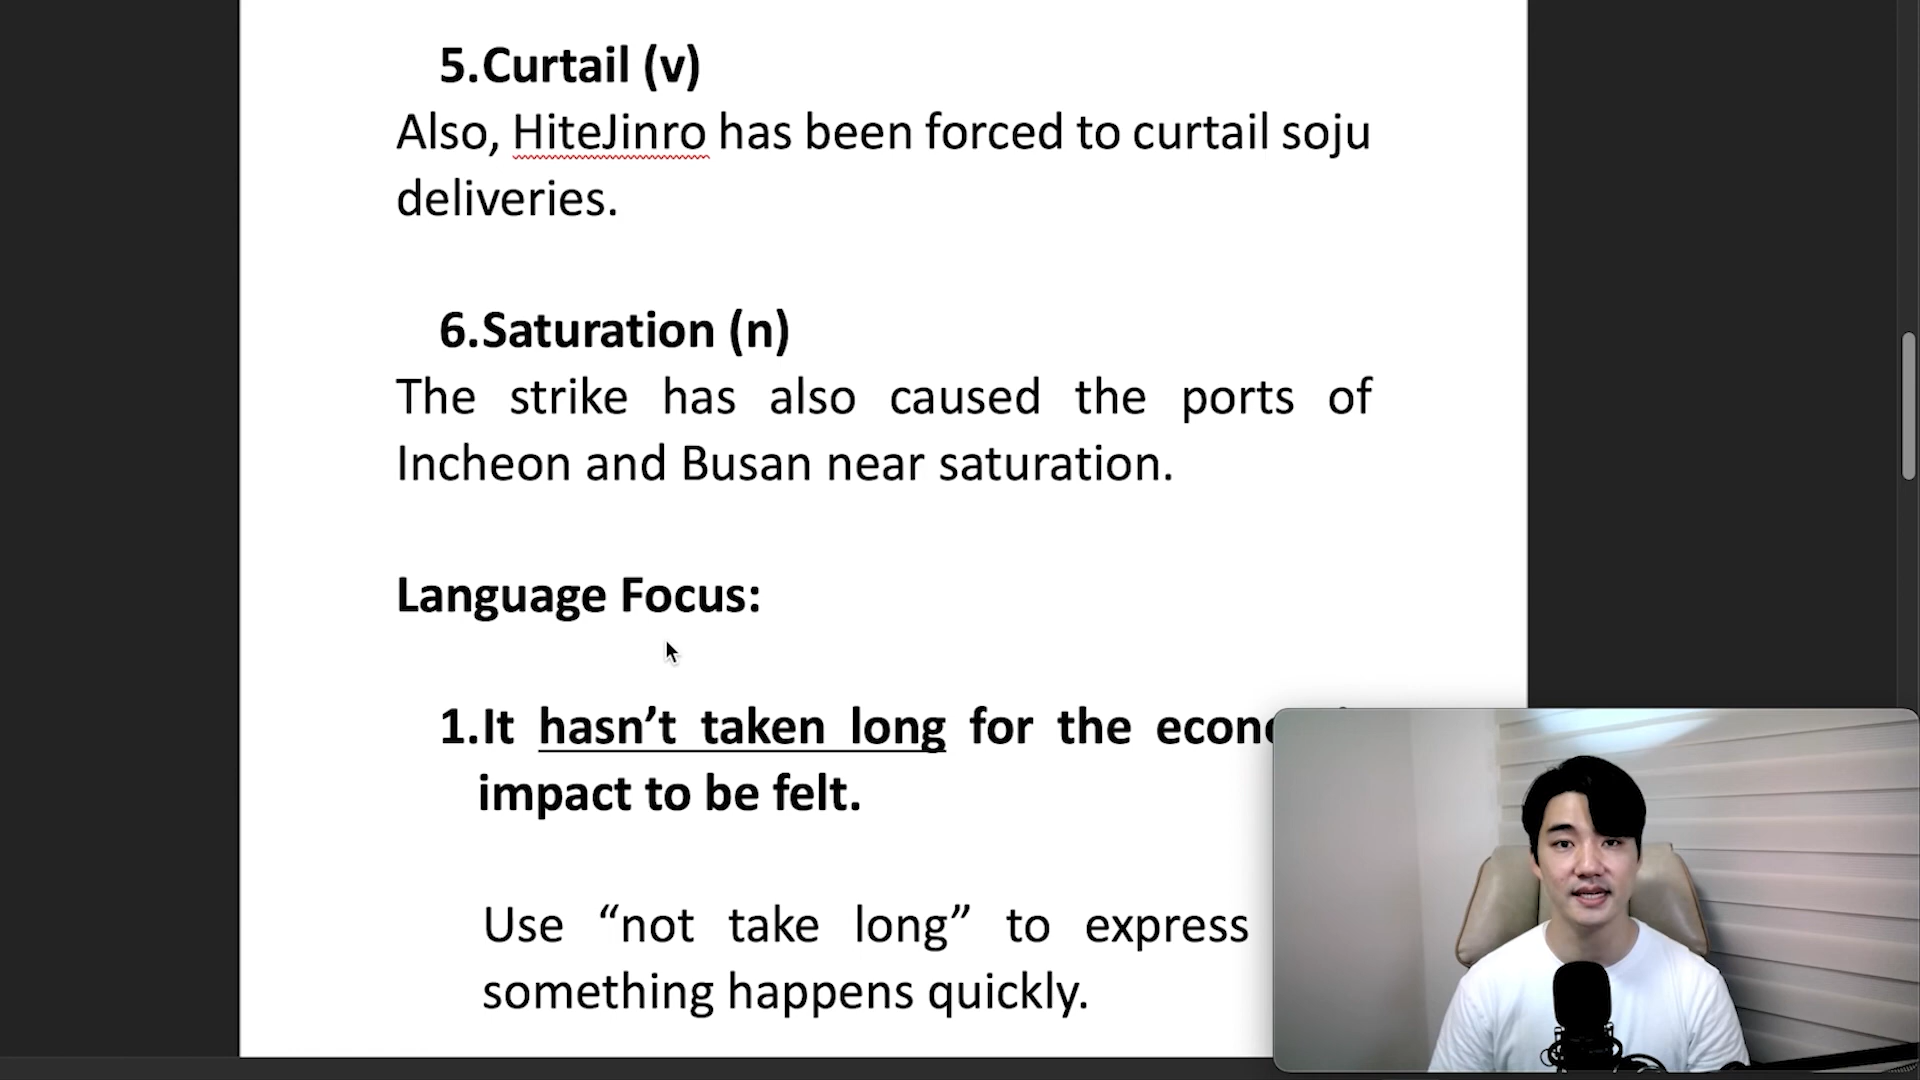 5.Curtail (v)
Also, HiteJinro has been forced to curtail soju
deliveries.
6.Saturation (n)
The strike has also caused the ports of
Incheon and Busan near saturation.
Language Focus:
1.It hasn’t taken long for the
impact to be felt.
Use “not take long” to express
something happens quickly.